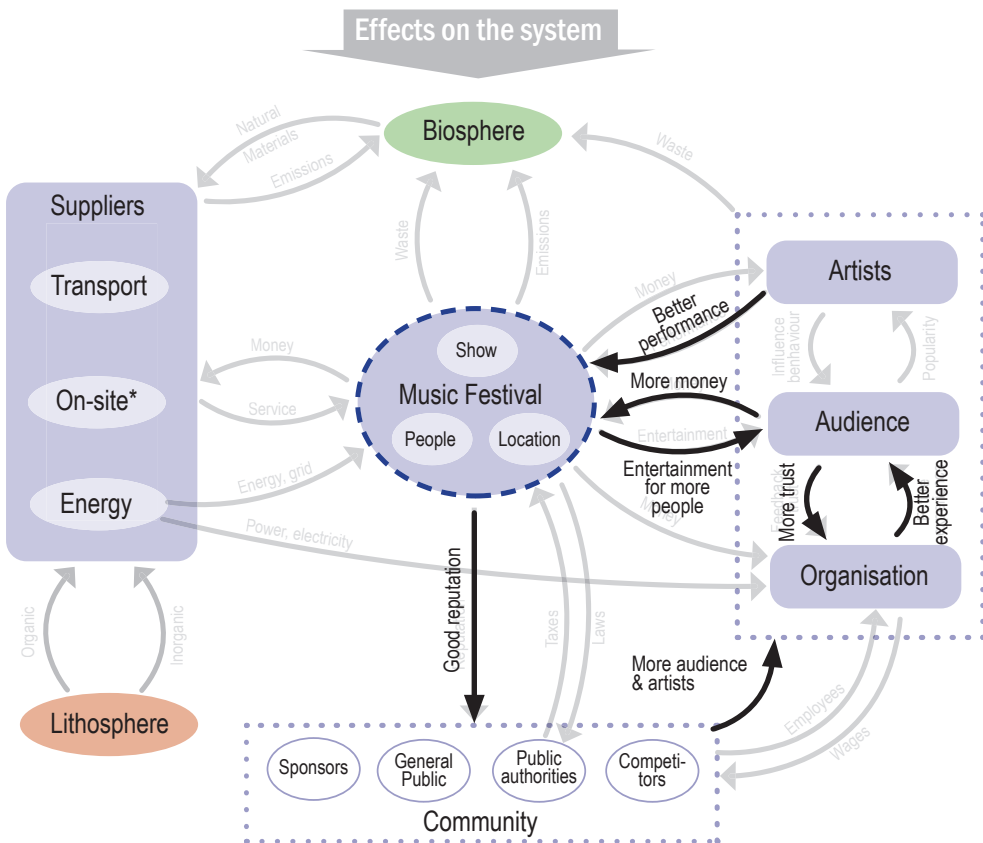 Effects on the system
Biosphere
Natural
Materials
Emissions
Waste
Waste
Emissions
Suppliers
Transport
On-site*
Energy
Artists
Money
Better
performance
Influence
benhaviour
Popularity
Show
Music Festival
People
Location
Money
Service
More money
Entertainment
Entertainment
for more
people
Audience
More trust
Feedback
Better
experience
Energy, grid
Power, electricity
Money
Organisation
Organic
Inorganic
Lithosphere
Good reputation
Taxes
Laws
More audience
& artists
Employees
Wages
Sponsors
General
Public
Public
authorities
Competi-
tors
Community